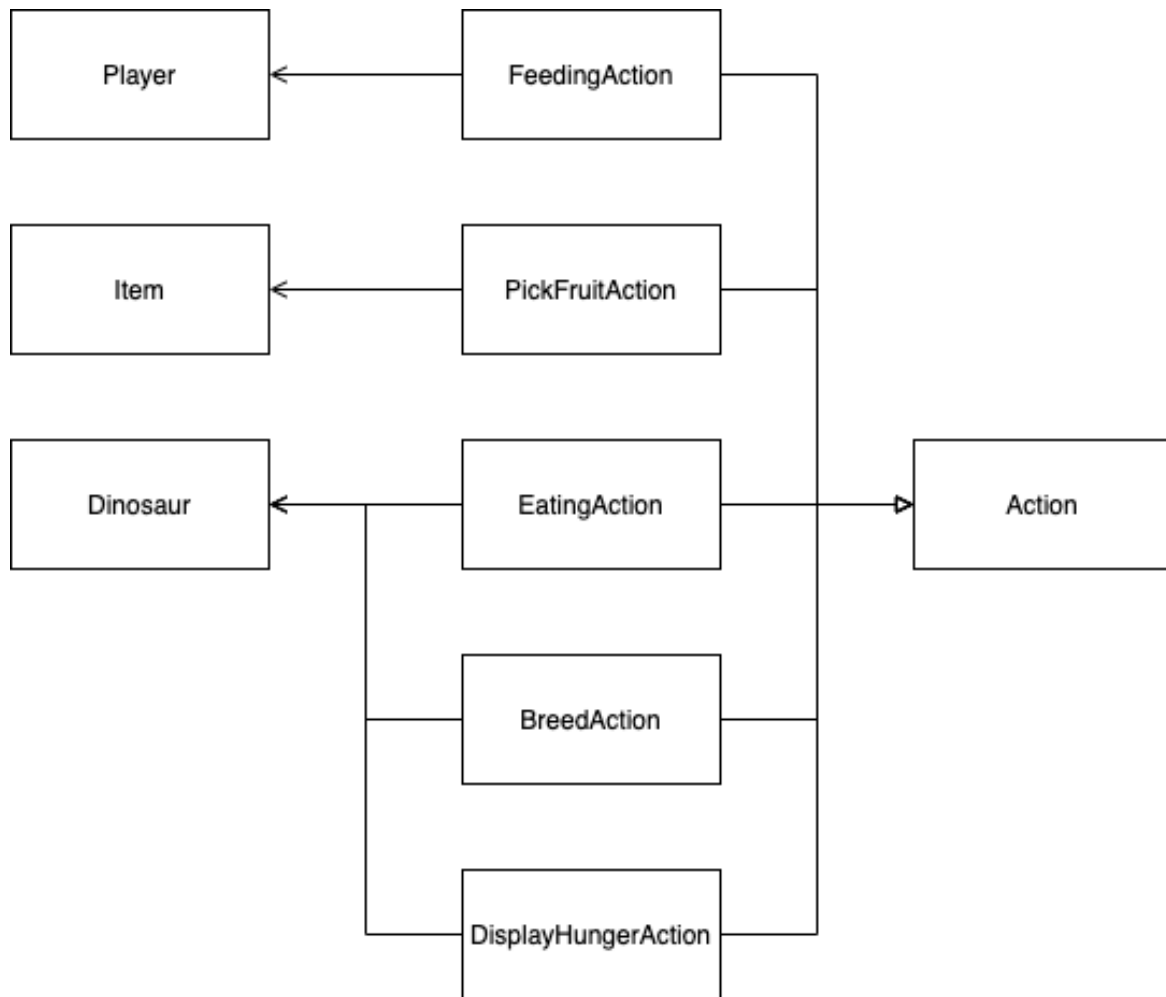 Player
FeedingAction
Item
PickFruitAction
Dinosaur
EatingAction
Action
BreedAction
DisplayHungerAction